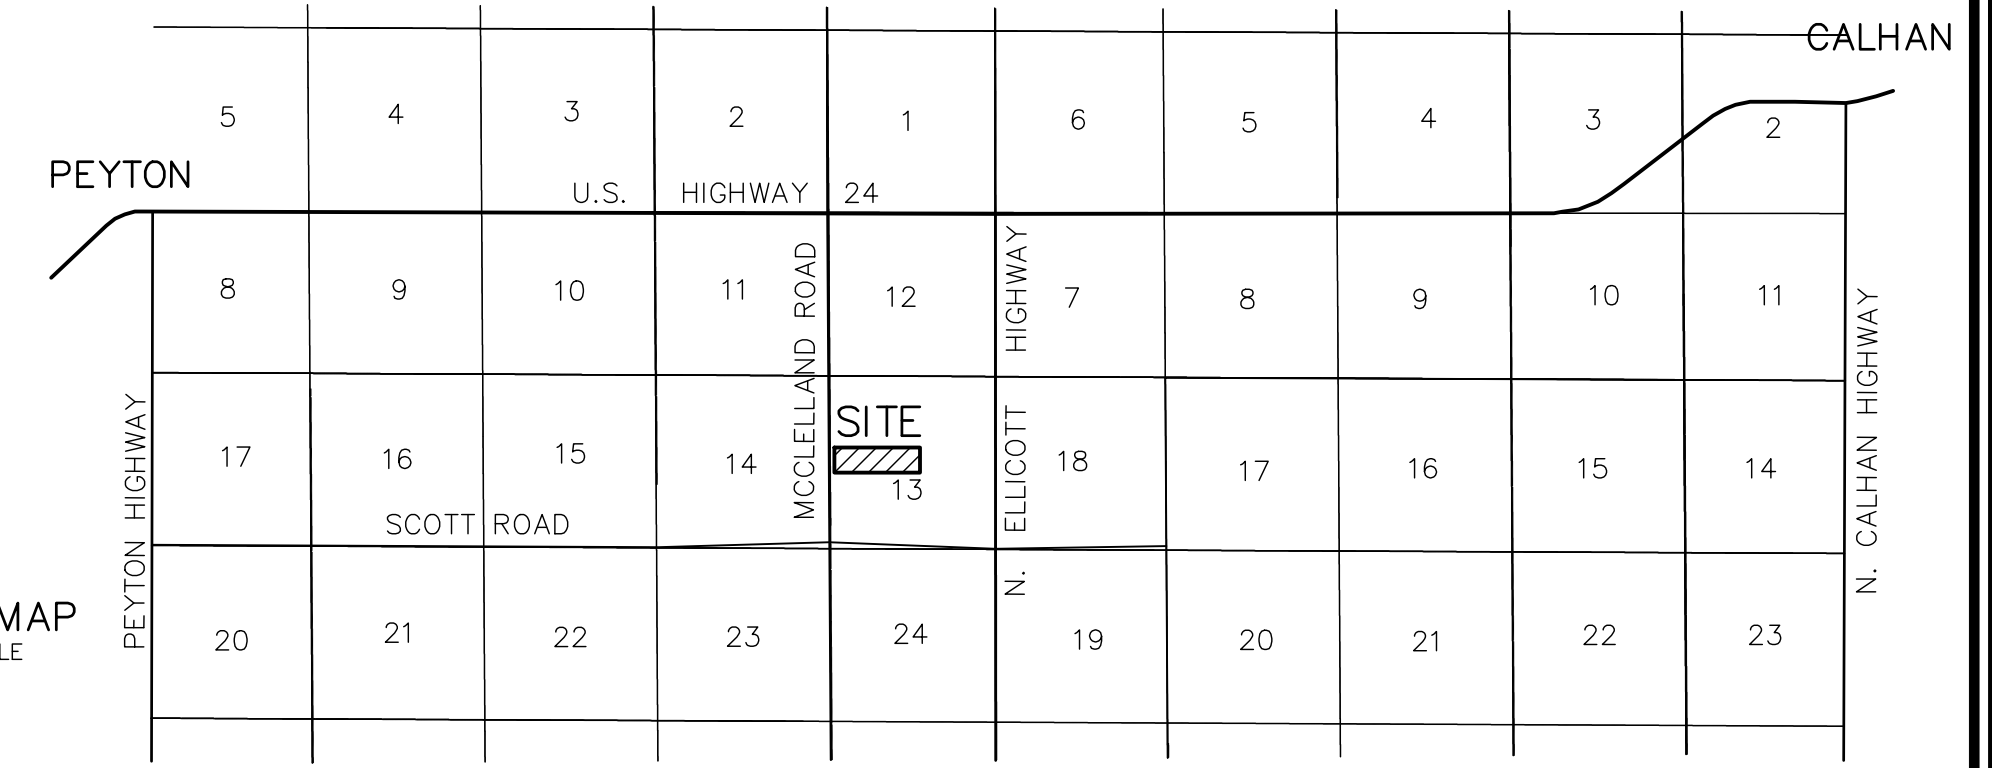 CALHAN
5 4 3 2 1 6 5 4 3 2
PEYTON
U.S. HIGHWAY 24
8 9 10 11 12 7 8 9 10 11
MCCLELLAND ROAD
N. ELLICOTT HIGHWAY
N. CALHAN HIGHWAY
PEYTON HIGHWAY
SITE
17 16 15 14 13 18 17 16 15 14
SCOTT ROAD
MAP
LE
20 21 22 23 24 19 20 21 22 23